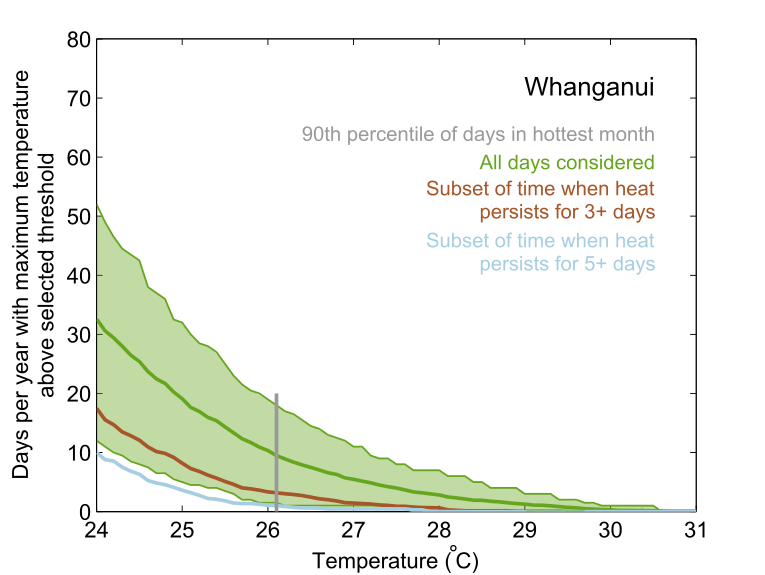 Whanganui
90th percentile of days in hottest month
All days considered
Subset of time when heat
persists for 3+ days
Subset of time when heat
persists for 5+ days
Days per year with maximum temperature
above selected threshold
80
70
60
50
40
30
20
10
0
24 25 26 27 28 29 30 31
Temperature (°C)